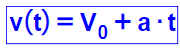 v(t) = V₀ + a · t